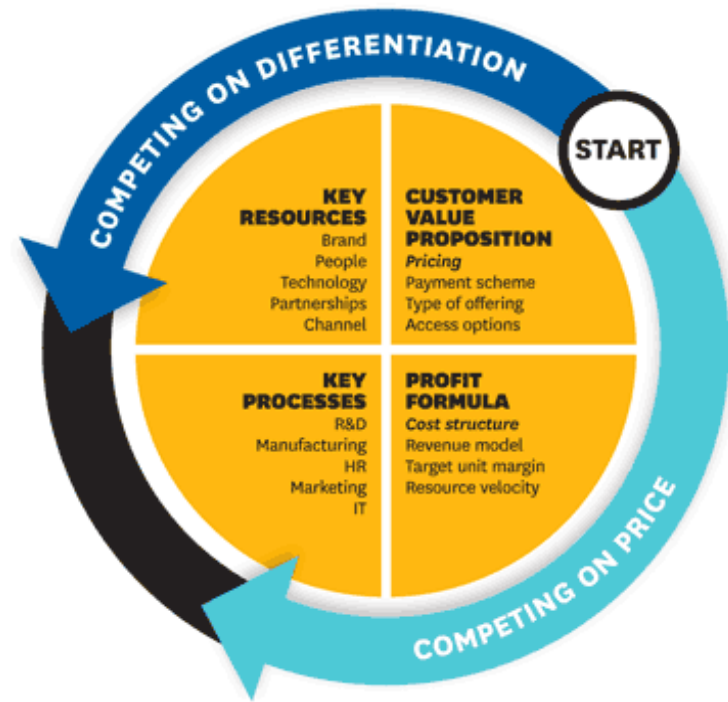 COMPETING ON DIFFERENTIATION
START
KEY
RESOURCES
Brand
People
Technology
Partnerships
Channel
CUSTOMER
VALUE
PROPOSITION
Pricing
Payment scheme
Type of offering
Access options
KEY
PROCESSES
R&D
Manufacturing
HR
Marketing
IT
PROFIT
FORMULA
Cost structure
Revenue model
Target unit margin
Resource velocity
COMPETING ON PRICE